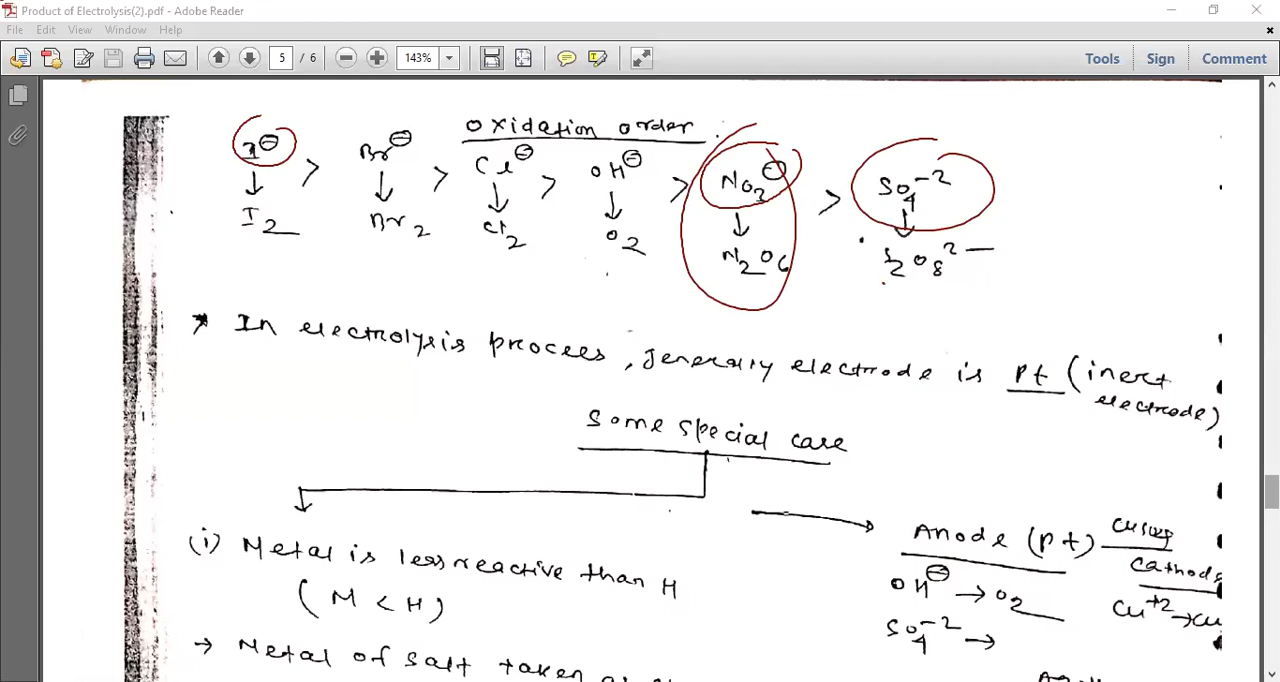 Product of Electrolysis(2).pdf - Adobe Reader
File Edit View Window Help
5 / 6 143% Tools Sign Comment
Oxidation order
I⊖ > Br⊖ > Cl⊖ > OH⊖ > NO3⊖ > SO4-2
I2 Br2 Cl2 O2 N2O6 S2O8 2-
* In electrolysis process, generally electrode is Pt (inert
electrode)
Some special case
(i) Metal is less reactive than H
(M < H)
→ Metal of salt taken
Anode (Pt)
OH⊖ → O2
SO4-2 →
Cathode
Cu+2 → Cu